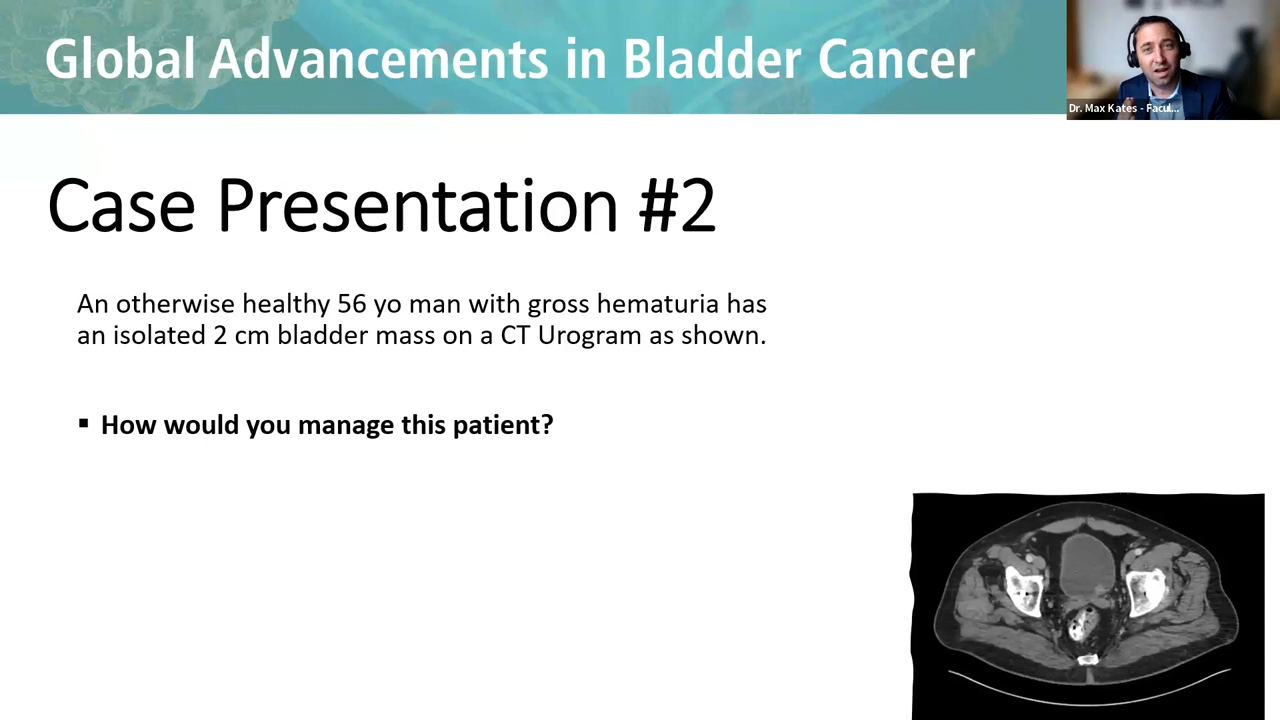 Global Advancements in Bladder Cancer
Dr. Max Kates - Facul...
Case Presentation #2
An otherwise healthy 56 yo man with gross hematuria has
an isolated 2 cm bladder mass on a CT Urogram as shown.
▪ How would you manage this patient?